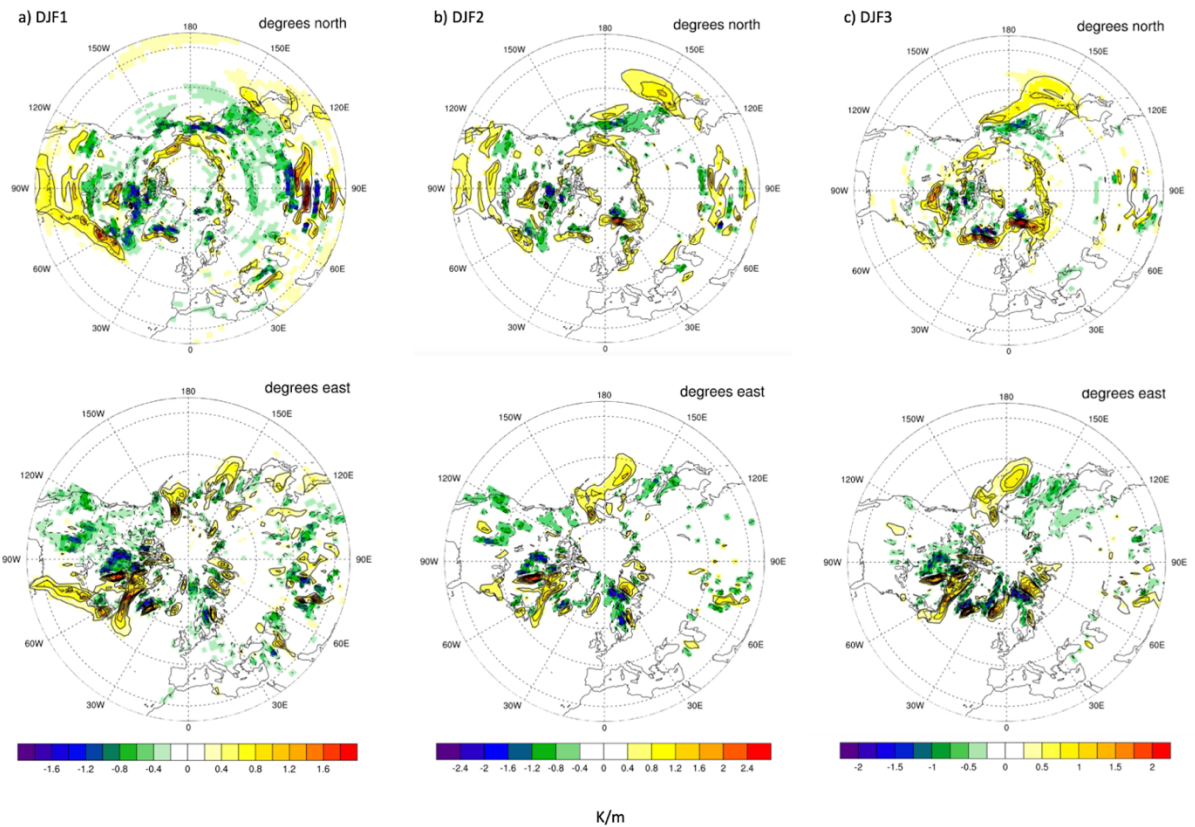 a) DJF1
degrees north
180
150W
150E
120W
120E
90W
90E
60W
60E
30W
30E
0
b) DJF2
degrees north
180
150W
150E
120W
120E
90W
90E
60W
60E
30W
30E
0
c) DJF3
degrees north
180
150W
150E
120W
120E
90W
90E
60W
60E
30W
30E
0
degrees east
180
150W
150E
120W
120E
90W
90E
60W
60E
30W
30E
0
degrees east
180
150W
150E
120W
120E
90W
90E
60W
60E
30W
30E
0
degrees east
180
150W
150E
120W
120E
90W
90E
60W
60E
30W
30E
0
-1.6 -1.2 -0.8 -0.4 0 0.4 0.8 1.2 1.6
-2.4 -2 -1.6 -1.2 -0.8 -0.4 0 0.4 0.8 1.2 1.6 2 2.4
-2 -1.5 -1 -0.5 0 0.5 1 1.5 2
K/m